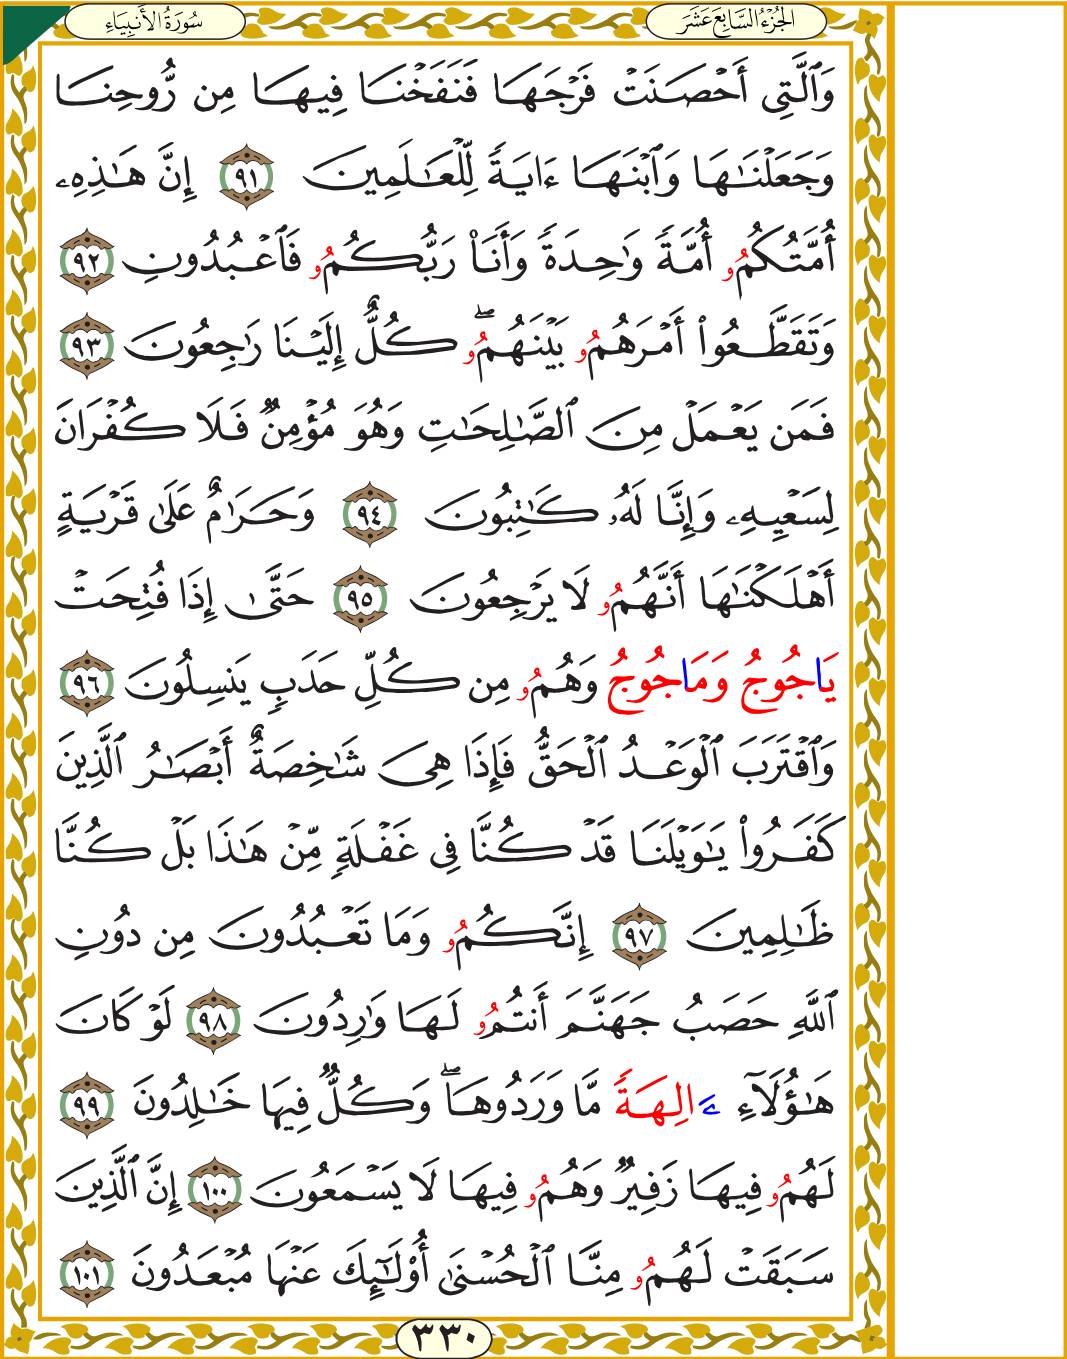 الجُزْءُ السَّابِعَ عَشَرَ
سُورَةُ الأَنبِيَاءِ
وَٱلَّتِى أَحْصَنَتْ فَرْجَهَا فَنَفَخْنَا فِيهَا مِن رُّوحِنَا
وَجَعَلْنَٰهَا وَٱبْنَهَا ءَايَةً لِّلْعَٰلَمِينَ ٩١ إِنَّ هَٰذِهِۦ
أُمَّتُكُمُۥ أُمَّةً وَٰحِدَةً وَأَنَا۠ رَبُّكُمُۥ فَٱعْبُدُونِ ٩٢
وَتَقَطَّعُوا۟ أَمْرَهُمُۥ بَيْنَهُمُۥۖ كُلٌّ إِلَيْنَا رَٰجِعُونَ ٩٣
فَمَن يَعْمَلْ مِنَ ٱلصَّٰلِحَٰتِ وَهُوَ مُؤْمِنٌ فَلَا كُفْرَانَ
لِسَعْيِهِۦ وَإِنَّا لَهُۥ كَٰتِبُونَ ٩٤ وَحَرَٰمٌ عَلَىٰ قَرْيَةٍ
أَهْلَكْنَٰهَا أَنَّهُمُۥ لَا يَرْجِعُونَ ٩٥ حَتَّىٰ إِذَا فُتِحَتْ
يَاجُوجُ وَمَاجُوجُ وَهُمُۥ مِن كُلِّ حَدَبٍ يَنسِلُونَ ٩٦
وَٱقْتَرَبَ ٱلْوَعْدُ ٱلْحَقُّ فَإِذَا هِىَ شَٰخِصَةٌ أَبْصَٰرُ ٱلَّذِينَ
كَفَرُوا۟ يَٰوَيْلَنَا قَدْ كُنَّا فِى غَفْلَةٍ مِّنْ هَٰذَا بَلْ كُنَّا
ظَٰلِمِينَ ٩٧ إِنَّكُمُۥ وَمَا تَعْبُدُونَ مِن دُونِ
ٱللَّهِ حَصَبُ جَهَنَّمَ أَنتُمُۥ لَهَا وَٰرِدُونَ ٩٨ لَوْ كَانَ
هَٰٓؤُلَآءِ ےَالِهَةً مَّا وَرَدُوهَاۖ وَكُلٌّ فِيهَا خَٰلِدُونَ ٩٩
لَهُمُۥ فِيهَا زَفِيرٌ وَهُمُۥ فِيهَا لَا يَسْمَعُونَ ١٠٠ إِنَّ ٱلَّذِينَ
سَبَقَتْ لَهُمُۥ مِنَّا ٱلْحُسْنَىٰ أُو۟لَٰٓئِكَ عَنْهَا مُبْعَدُونَ ١٠١
٣٣٠